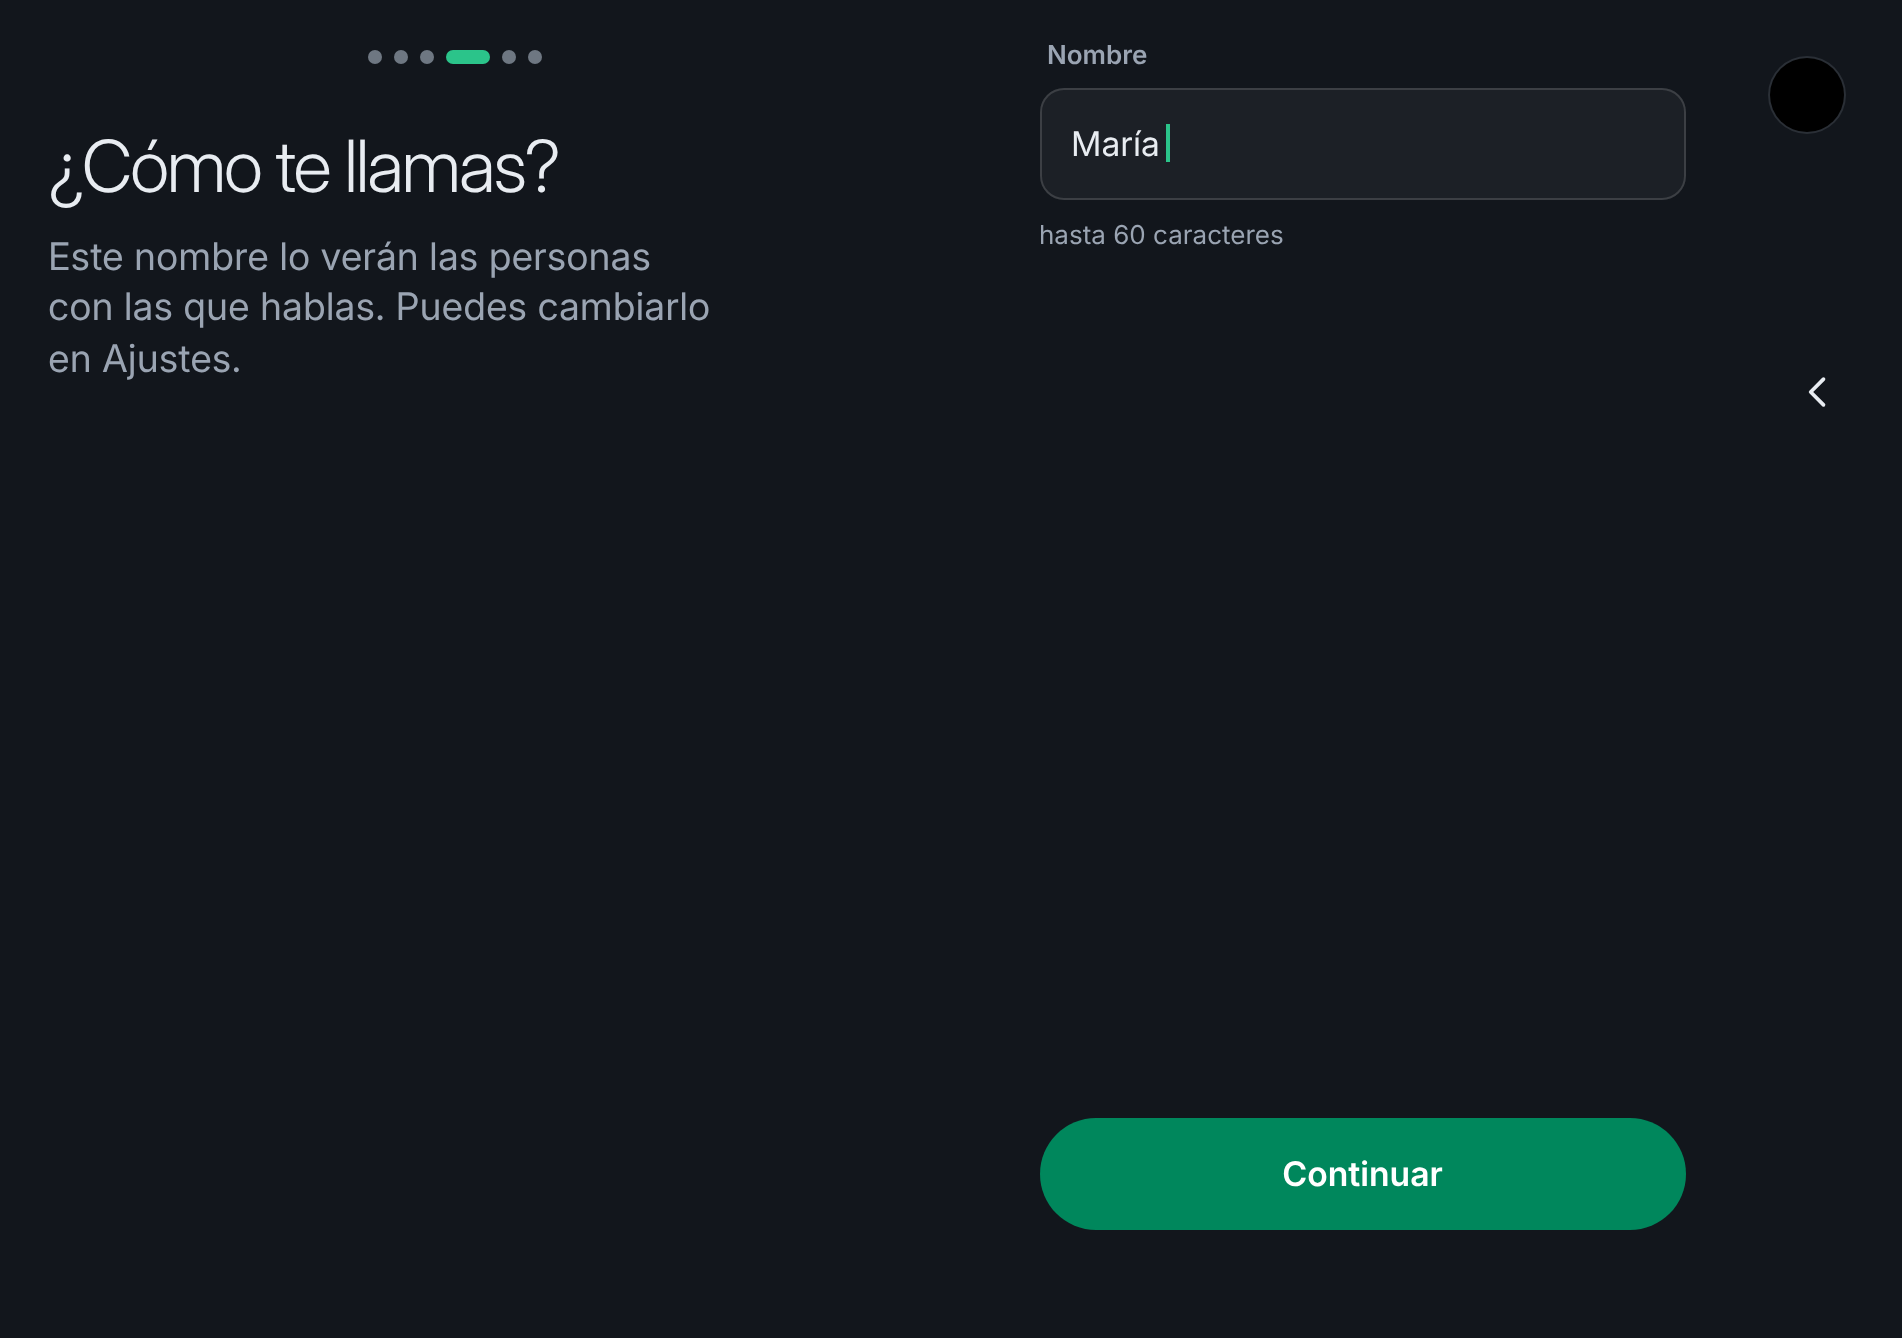 ¿Cómo te llamas?
Este nombre lo verán las personas
con las que hablas. Puedes cambiarlo
en Ajustes.
Nombre
María
hasta 60 caracteres
Continuar